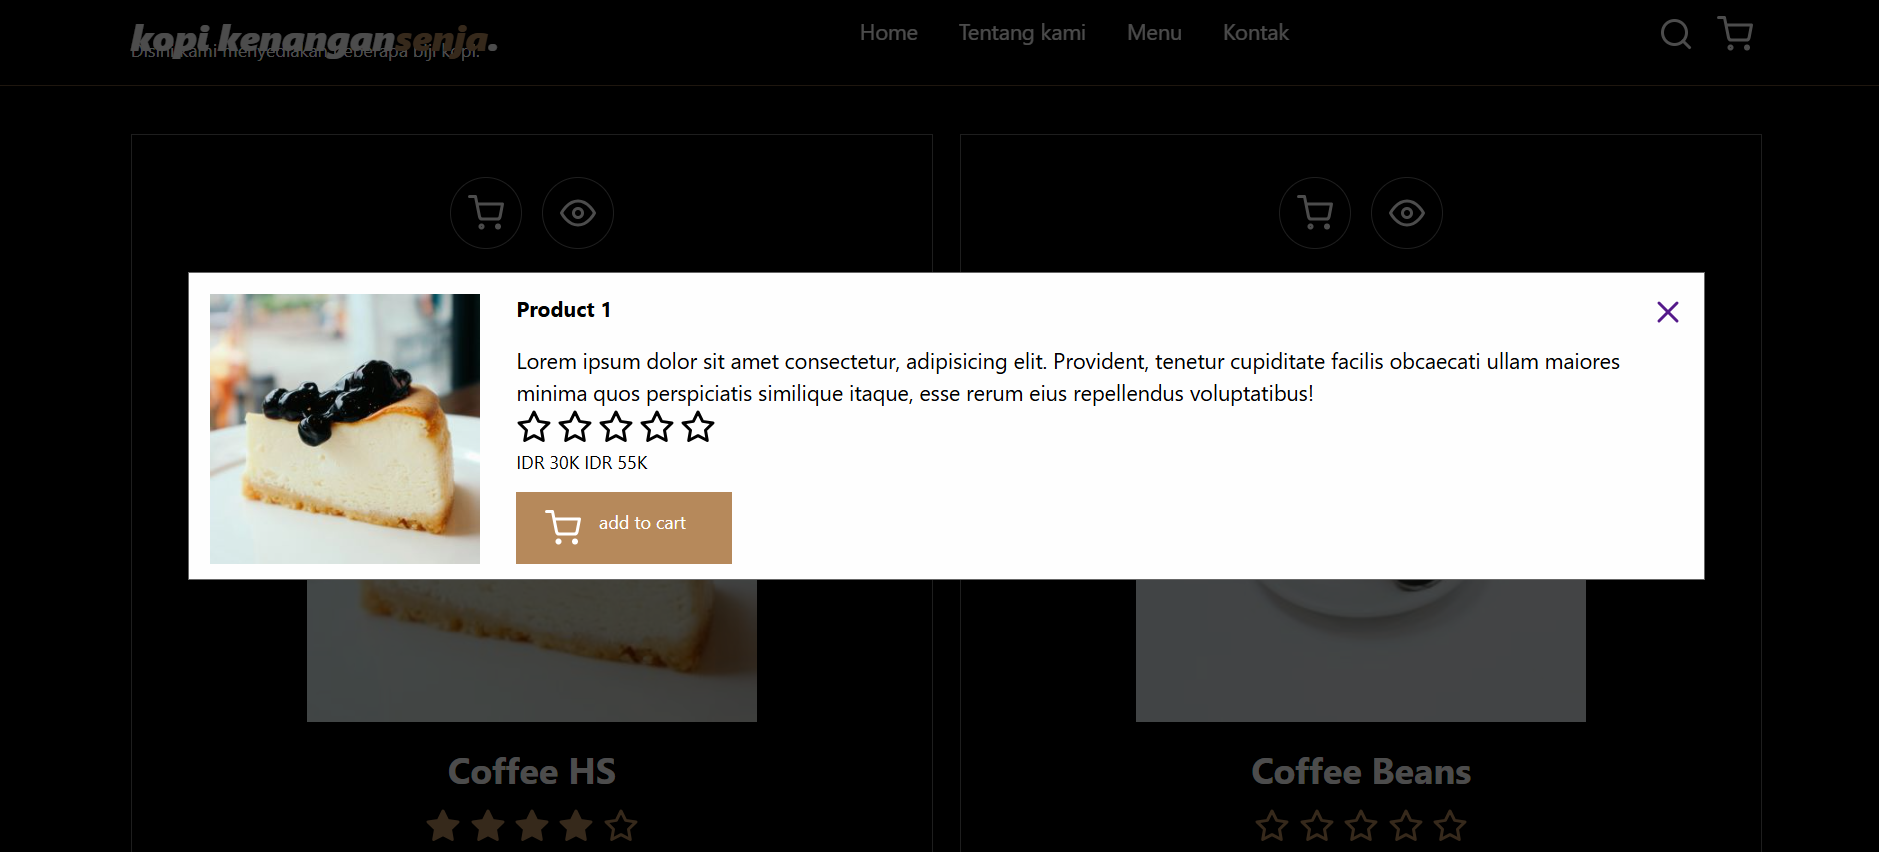 kopi.kenangansenja.
Home Tentang kami Menu Kontak
Disini kami menyediakan beberapa biji kopi.
Product 1
Lorem ipsum dolor sit amet consectetur, adipisicing elit. Provident, tenetur cupiditate facilis obcaecati ullam maiores
minima quos perspiciatis similique itaque, esse rerum eius repellendus voluptatibus!
IDR 30K IDR 55K
add to cart
Coffee HS
Coffee Beans